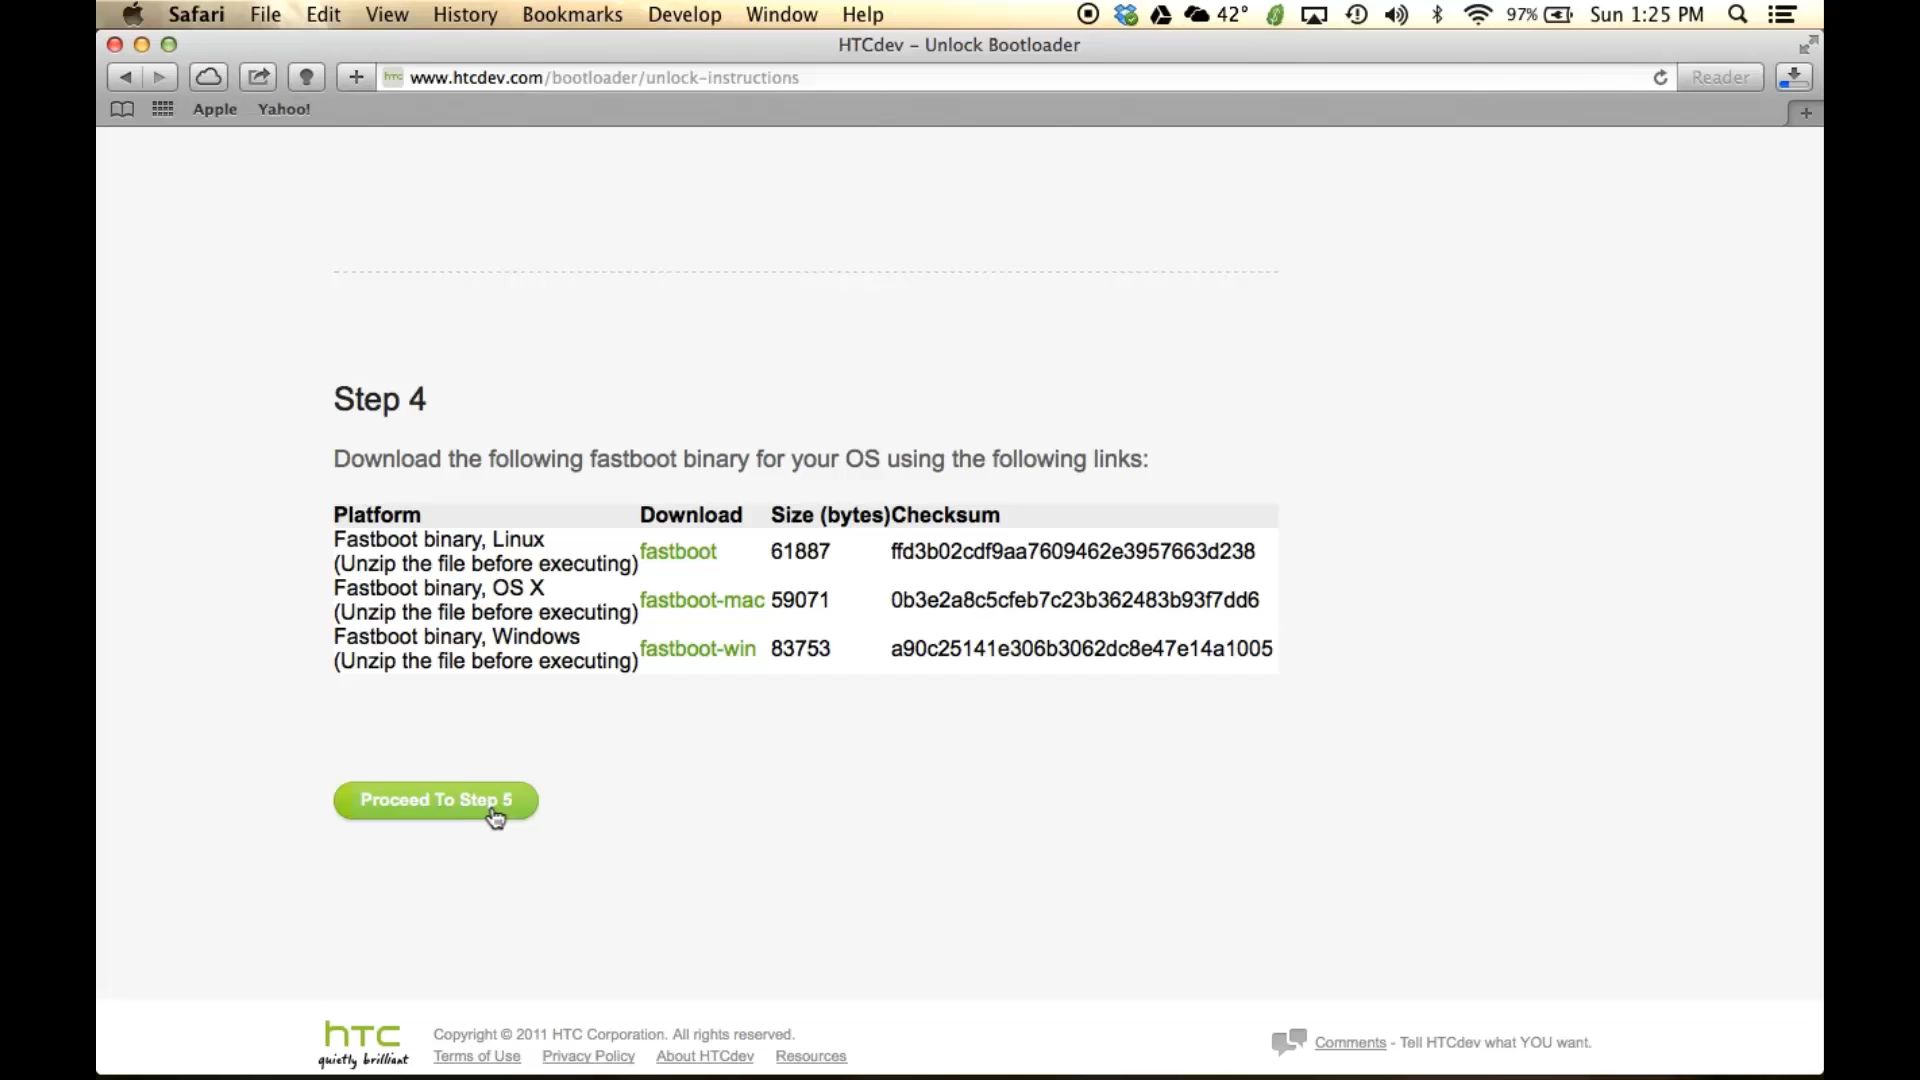 Safari File Edit View History Bookmarks Develop Window Help 42° 97% Sun 1:25 PM
HTCdev – Unlock Bootloader
htc www.htcdev.com/bootloader/unlock-instructions Reader
Apple Yahoo!
Step 4
Download the following fastboot binary for your OS using the following links:
Platform Download Size (bytes) Checksum
Fastboot binary, Linux
(Unzip the file before executing) fastboot 61887 ffd3b02cdf9aa7609462e3957663d238
Fastboot binary, OS X
(Unzip the file before executing) fastboot-mac 59071 0b3e2a8c5cfeb7c23b362483b93f7dd6
Fastboot binary, Windows
(Unzip the file before executing) fastboot-win 83753 a90c25141e306b3062dc8e47e14a1005
Proceed To Step 5
hTC
quietly brilliant
Copyright © 2011 HTC Corporation. All rights reserved.
Terms of Use Privacy Policy About HTCdev Resources
Comments - Tell HTCdev what YOU want.